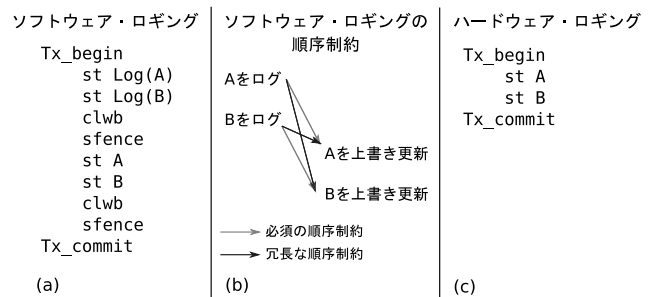 ソフトウェア・ロギング
Tx_begin
st Log(A)
st Log(B)
clwb
sfence
st A
st B
clwb
sfence
Tx_commit
(a)
ソフトウェア・ロギングの
順序制約
Aをログ
Bをログ
Aを上書き更新
Bを上書き更新
必須の順序制約
冗長な順序制約
(b)
ハードウェア・ロギング
Tx_begin
st A
st B
Tx_commit
(c)